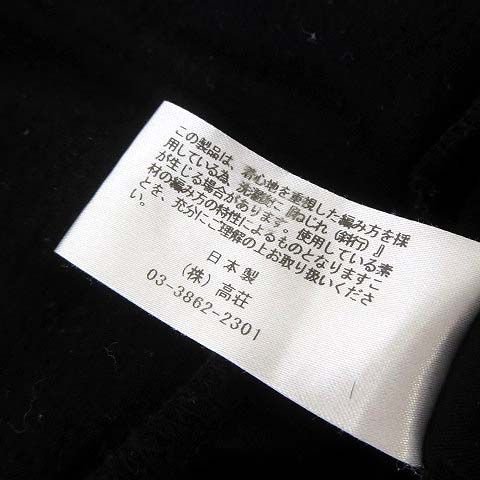 この製品は、着心地を重視した編み方を採
用している為、洗濯後に『ねじれ（斜行）』
が生じる場合があります。使用している素
材の編み方の特性によるものとなりますこ
とを、充分にご理解の上お取り扱いくださ
い。
日本製
（株）高荘
03-3862-2301